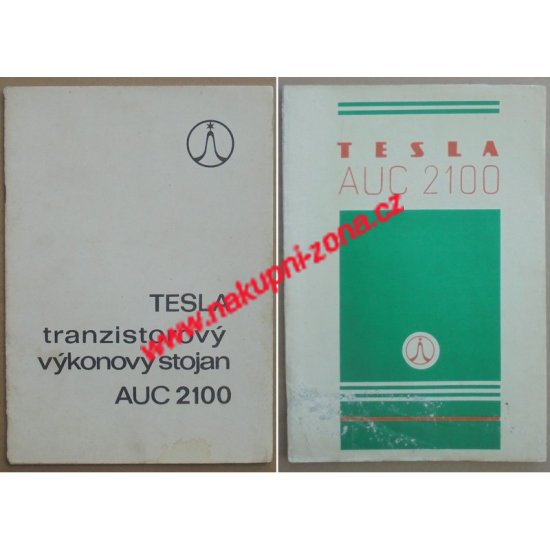 TESLA
tranzistorový
výkonový stojan
AUC 2100
TESLA
AUC 2100
www.nakupni-zona.cz